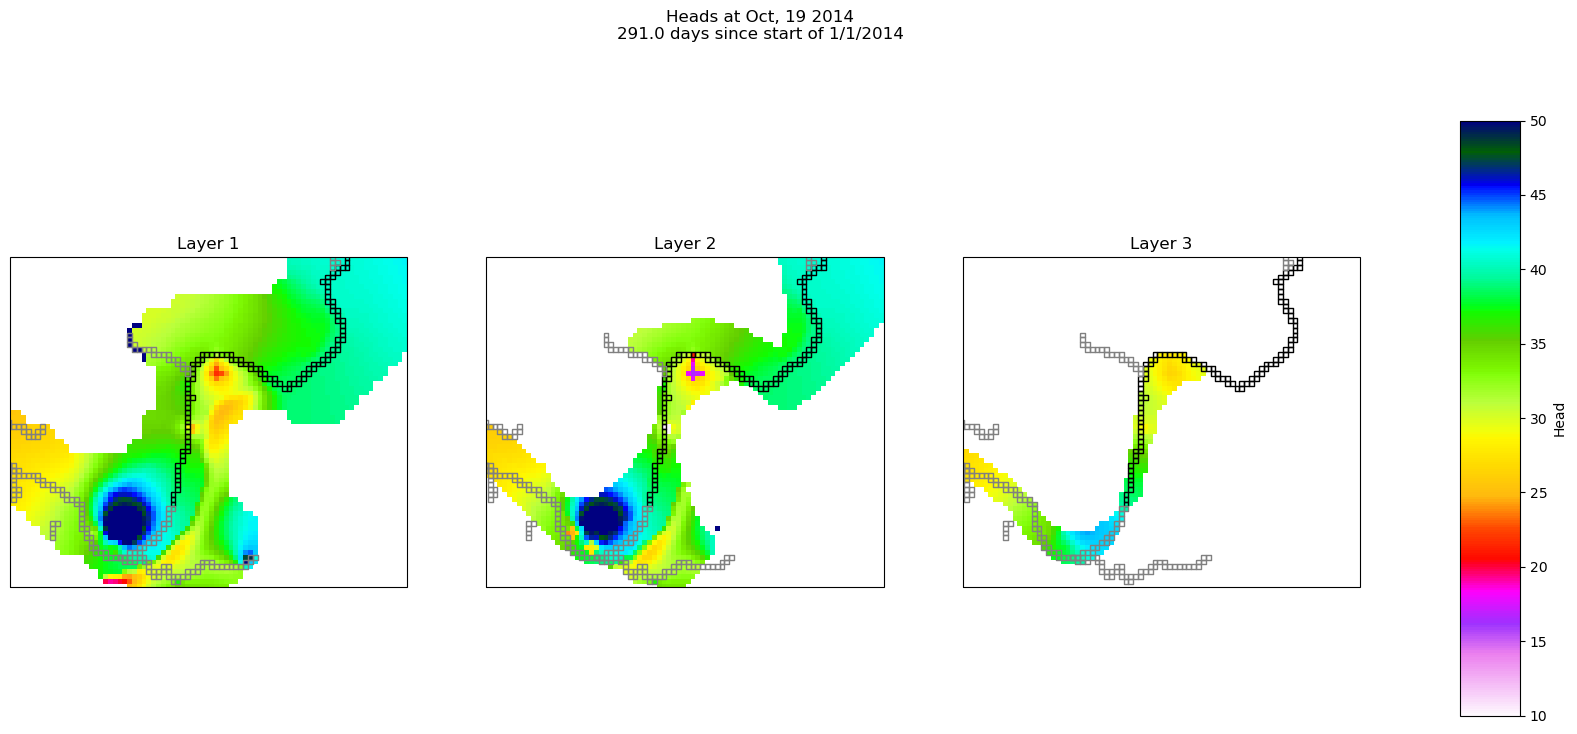 Heads at Oct, 19 2014
291.0 days since start of 1/1/2014
Layer 1
Layer 2
Layer 3
50
45
40
35
30
25
20
15
10
Head